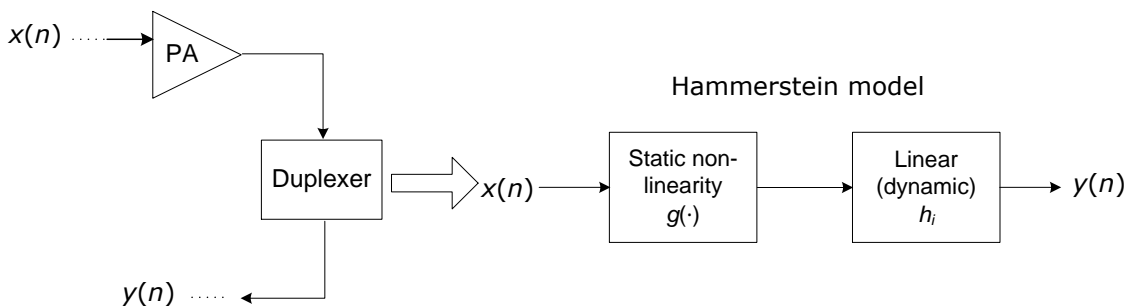 x(n)
PA
Duplexer
y(n)
Hammerstein model
x(n)
Static non-
linearity
g(·)
Linear
(dynamic)
hᵢ
y(n)